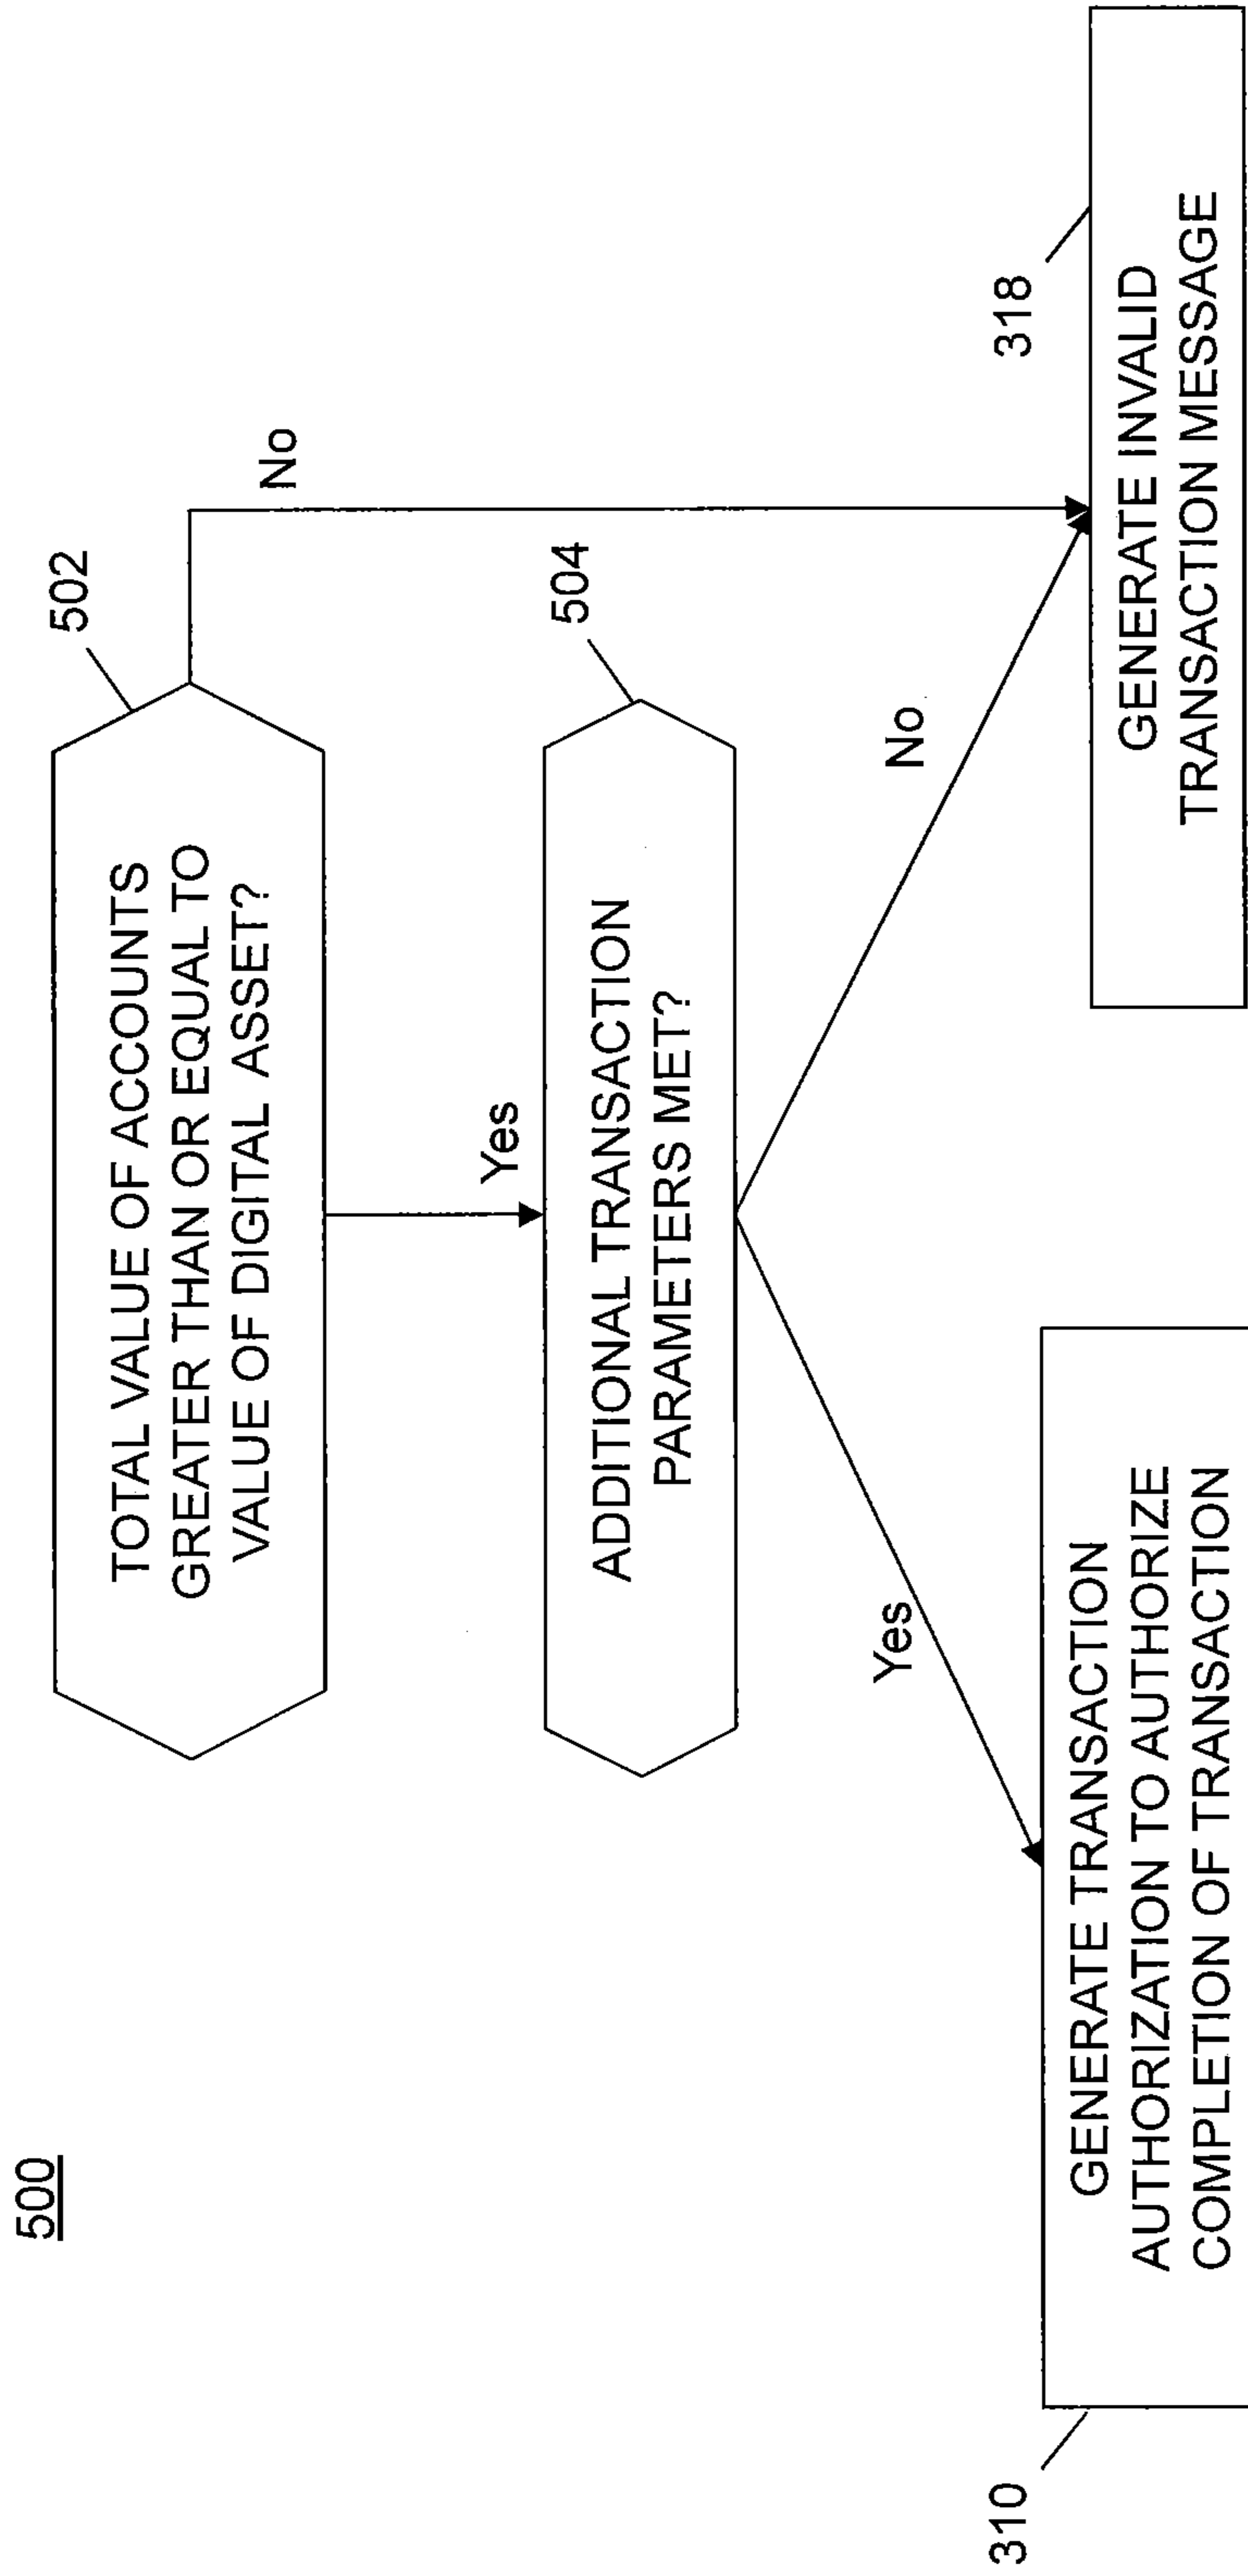 500
502
TOTAL VALUE OF ACCOUNTS
GREATER THAN OR EQUAL TO
VALUE OF DIGITAL ASSET?
No
Yes
504
ADDITIONAL TRANSACTION
PARAMETERS MET?
Yes
No
310
GENERATE TRANSACTION
AUTHORIZATION TO AUTHORIZE
COMPLETION OF TRANSACTION
318
GENERATE INVALID
TRANSACTION MESSAGE